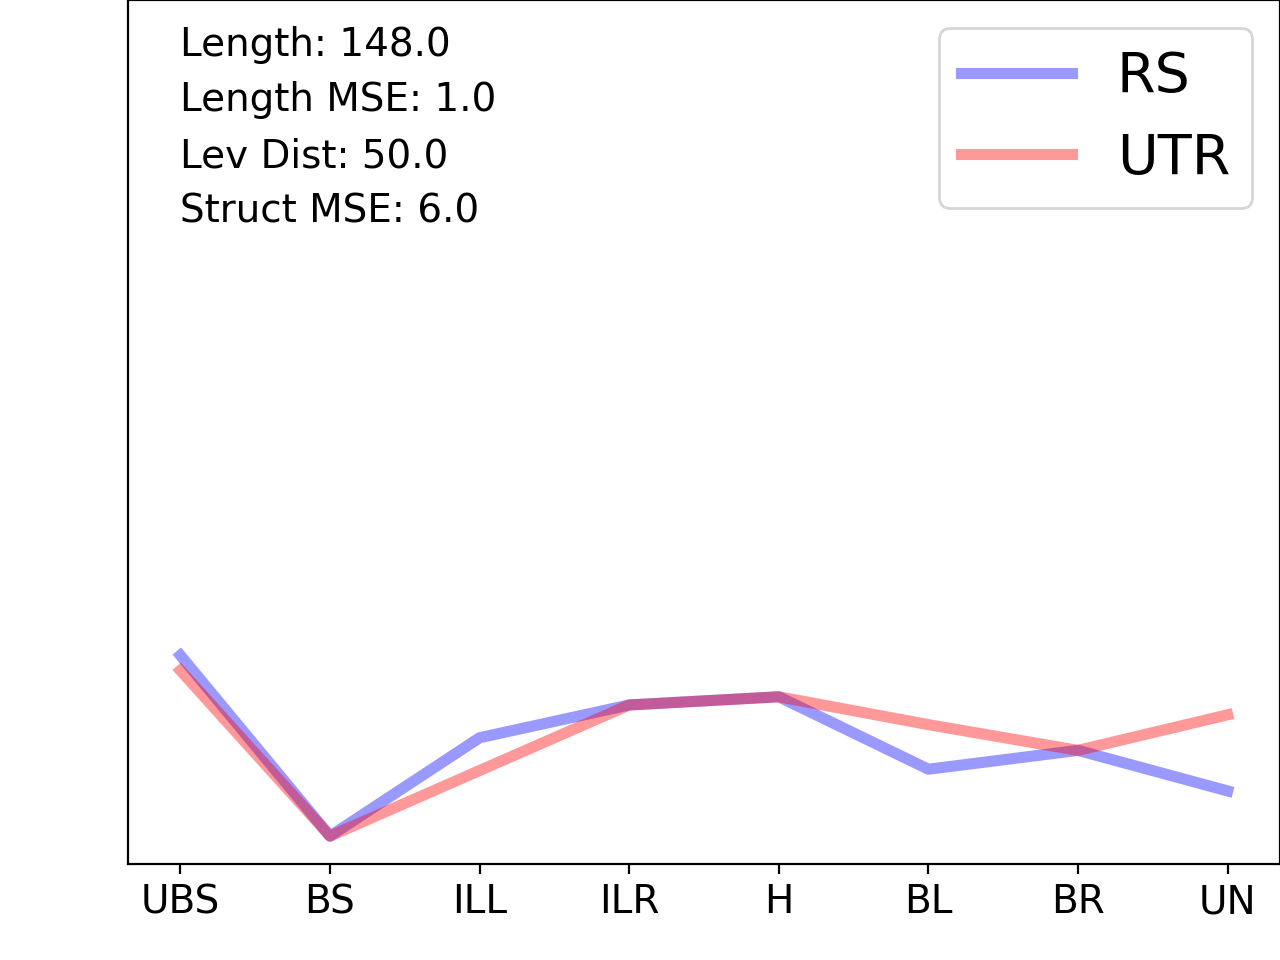 Length: 148.0
Length MSE: 1.0
Lev Dist: 50.0
Struct MSE: 6.0
RS
UTR
UBS BS ILL ILR H BL BR UN